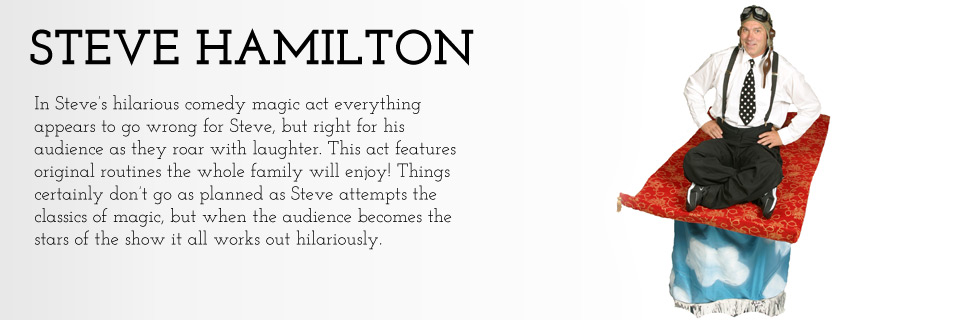 STEVE HAMILTON
In Steve's hilarious comedy magic act everything
appears to go wrong for Steve, but right for his
audience as they roar with laughter. This act features
original routines the whole family will enjoy! Things
certainly don't go as planned as Steve attempts the
classics of magic, but when the audience becomes the
stars of the show it all works out hilariously.